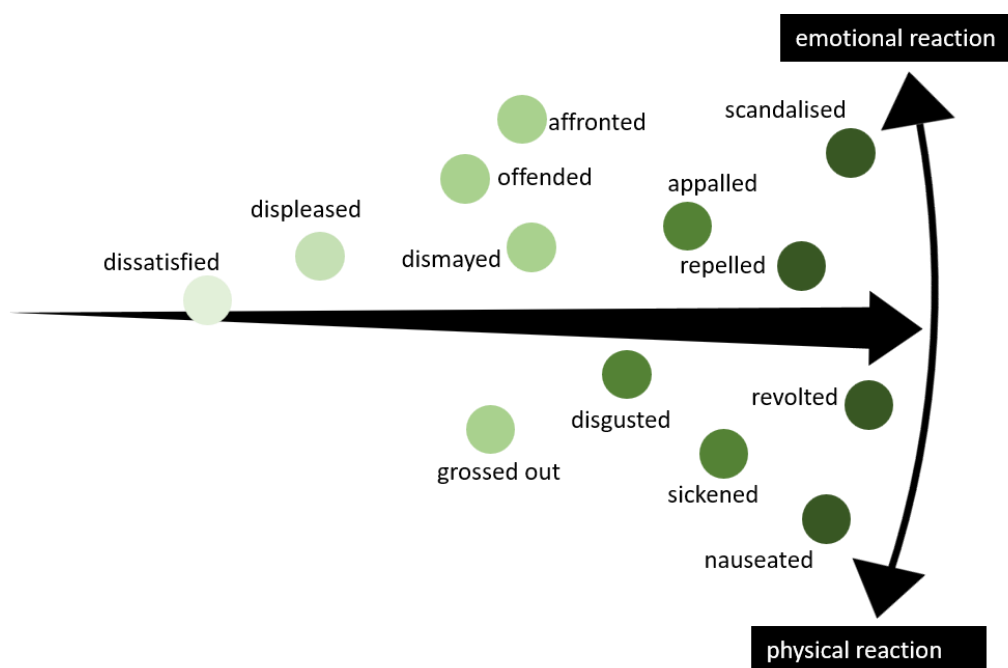 emotional reaction
scandalised
affronted
offended
appalled
displeased
dismayed
dissatisfied
repelled
revolted
disgusted
grossed out
sickened
nauseated
physical reaction